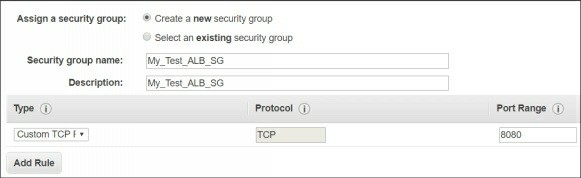 Assign a security group: Create a new security group
Select an existing security group
Security group name: My_Test_ALB_SG
Description: My_Test_ALB_SG
Type Protocol Port Range
Custom TCP TCP 8080
Add Rule